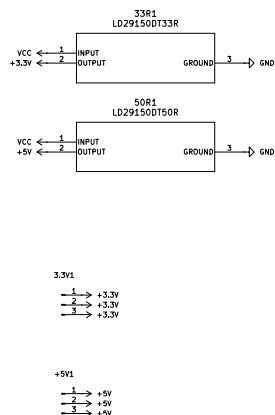 33R1
LD29150DT33R
VCC 1 INPUT
+3.3V 2 OUTPUT GROUND 3 GND
50R1
LD29150DT50R
VCC 1 INPUT
+5V 2 OUTPUT GROUND 3 GND
3.3V1
1 +3.3V
2 +3.3V
3 +3.3V
+5V1
1 +5V
2 +5V
3 +5V